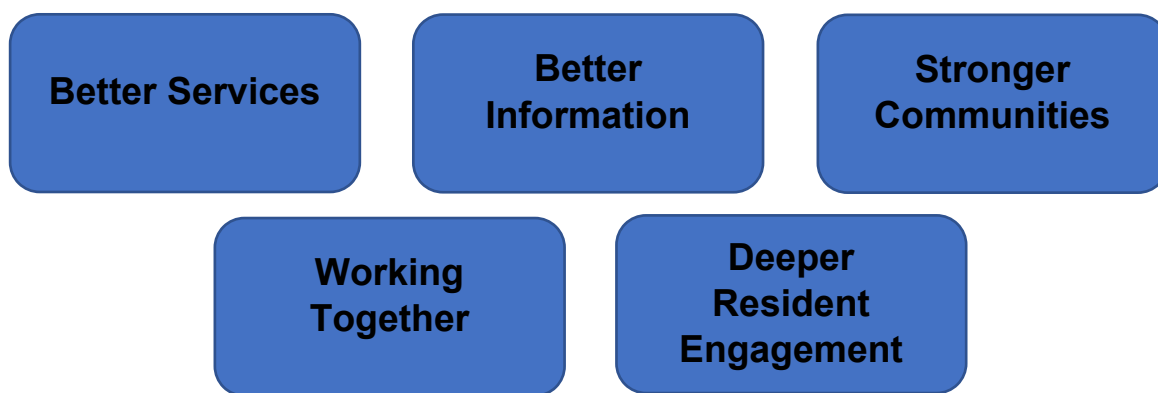 Better Services
Better
Information
Stronger
Communities
Working
Together
Deeper
Resident
Engagement